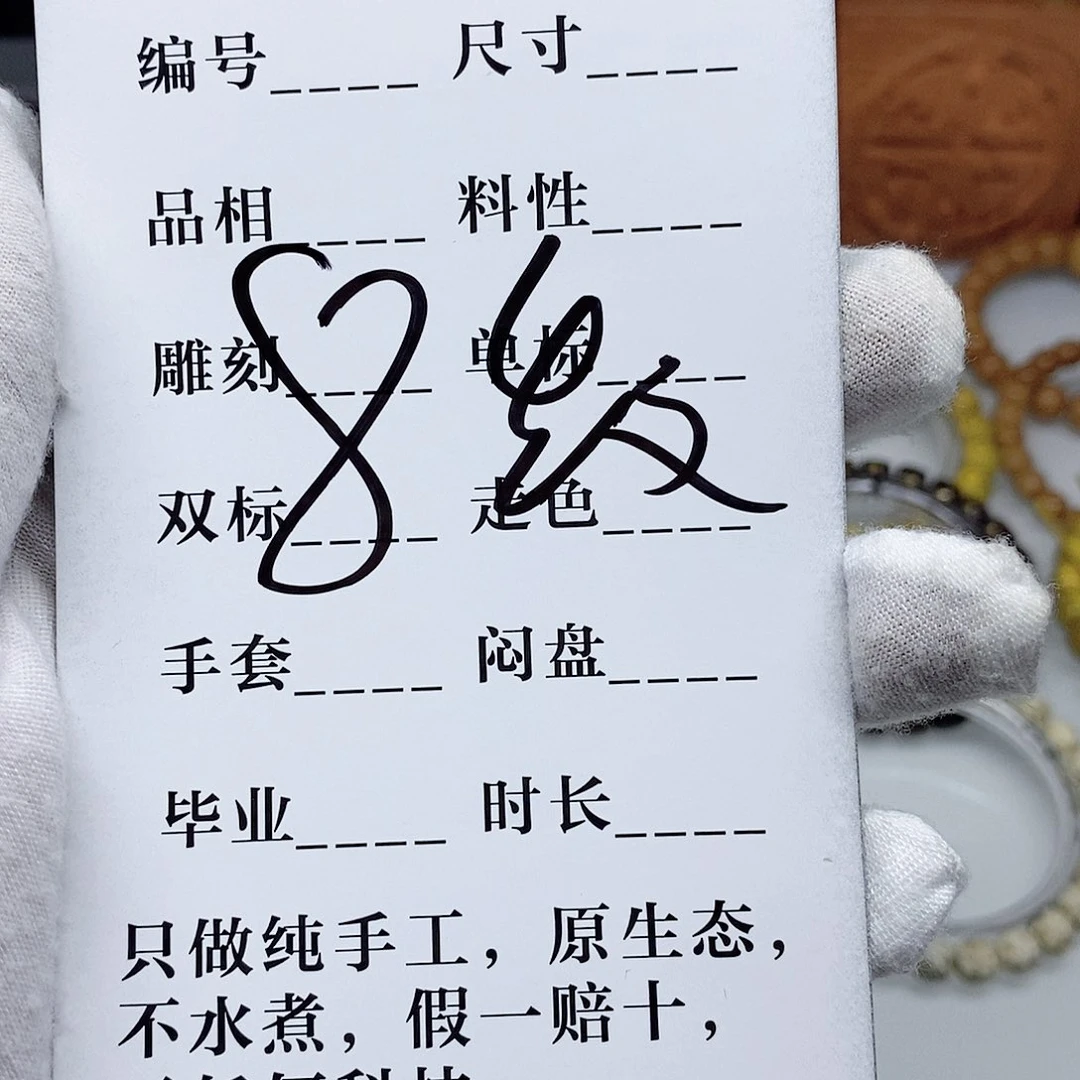 编号____ 尺寸____
品相____ 料性____
8级
雕刻____ 单标____
双标____ 走色____
手套____ 闷盘____
毕业____ 时长____
只做纯手工，原生态，
不水煮，假一赔十，